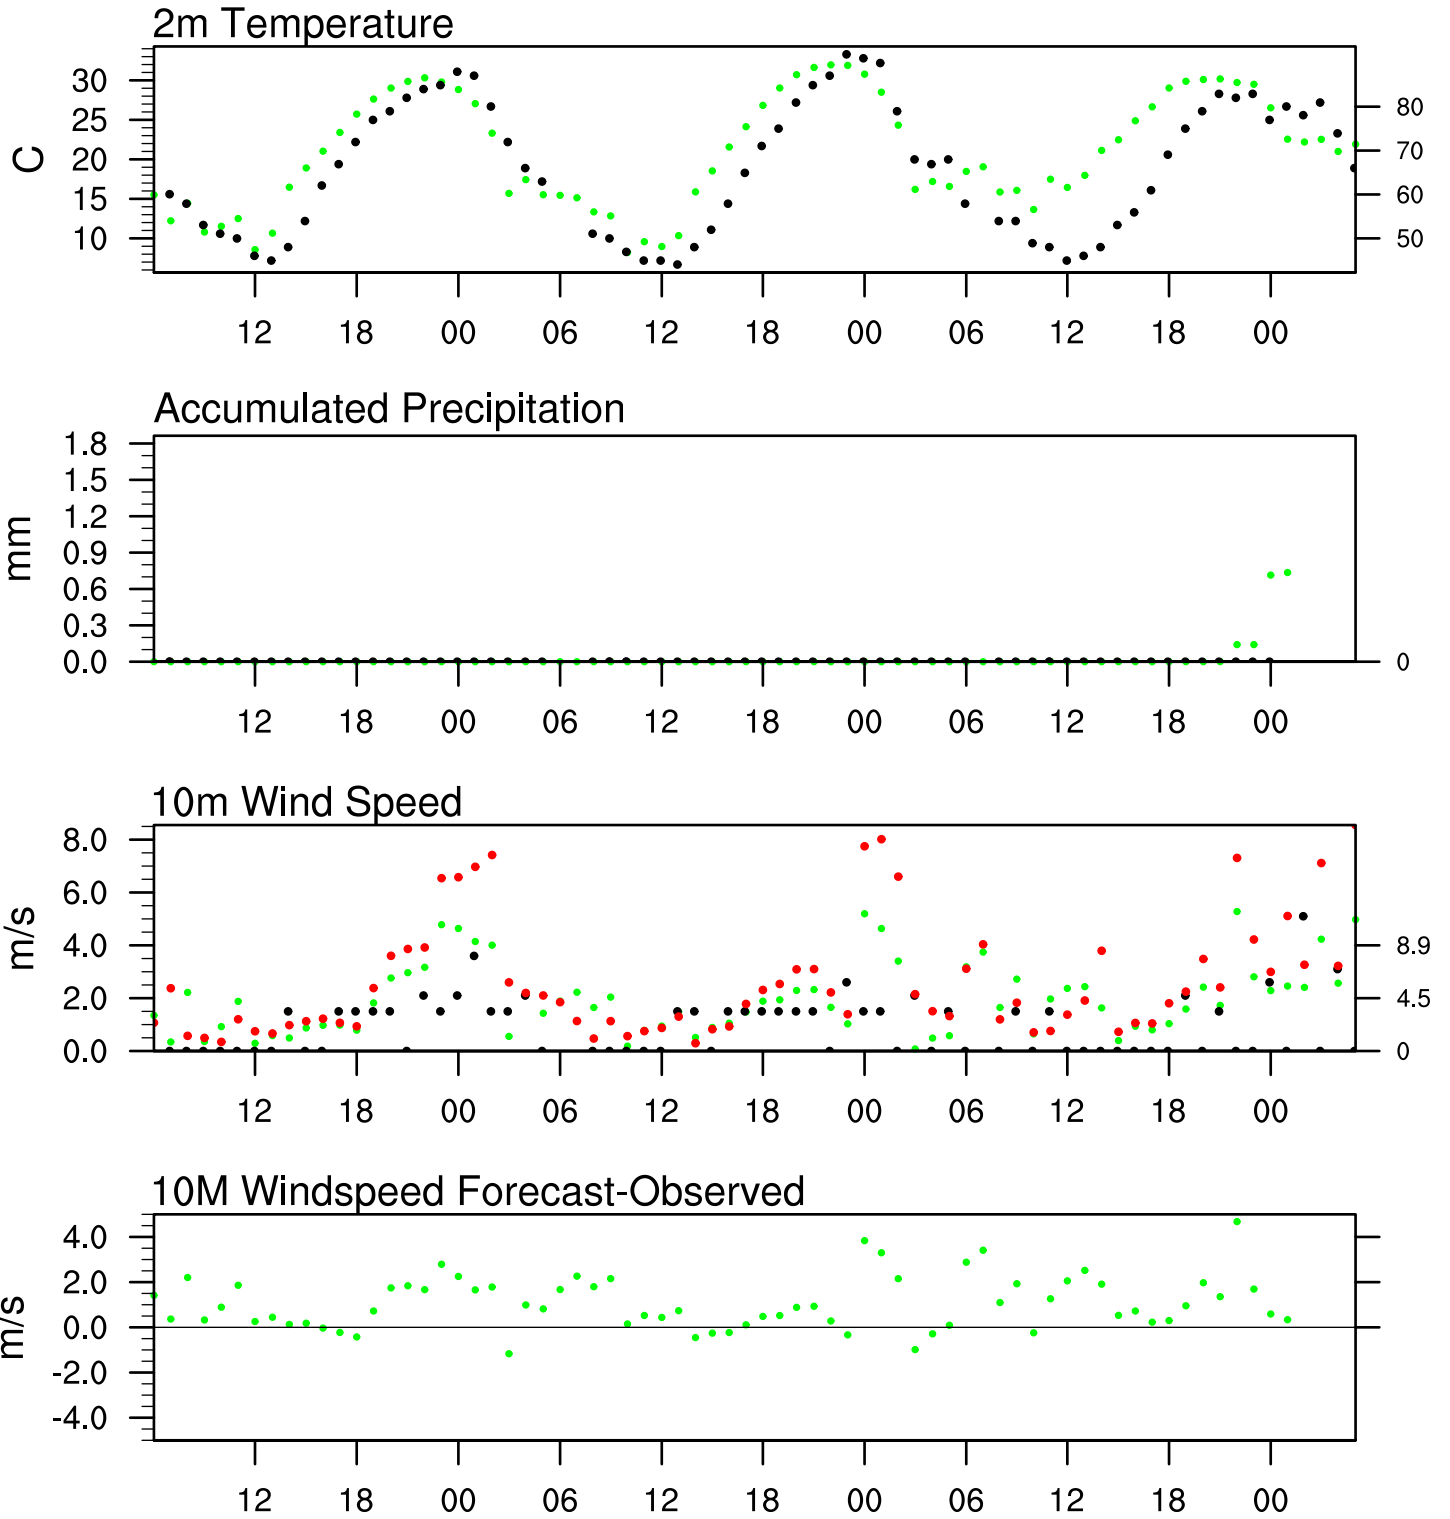 2m Temperature
30
25
20
15
10
C
80
70
60
50
12 18 00 06 12 18 00 06 12 18 00
Accumulated Precipitation
1.8
1.5
1.2
0.9
0.6
0.3
0.0
mm
0
12 18 00 06 12 18 00 06 12 18 00
10m Wind Speed
8.0
6.0
4.0
2.0
0.0
m/s
8.9
4.5
0
12 18 00 06 12 18 00 06 12 18 00
10M Windspeed Forecast-Observed
4.0
2.0
0.0
-2.0
-4.0
m/s
12 18 00 06 12 18 00 06 12 18 00